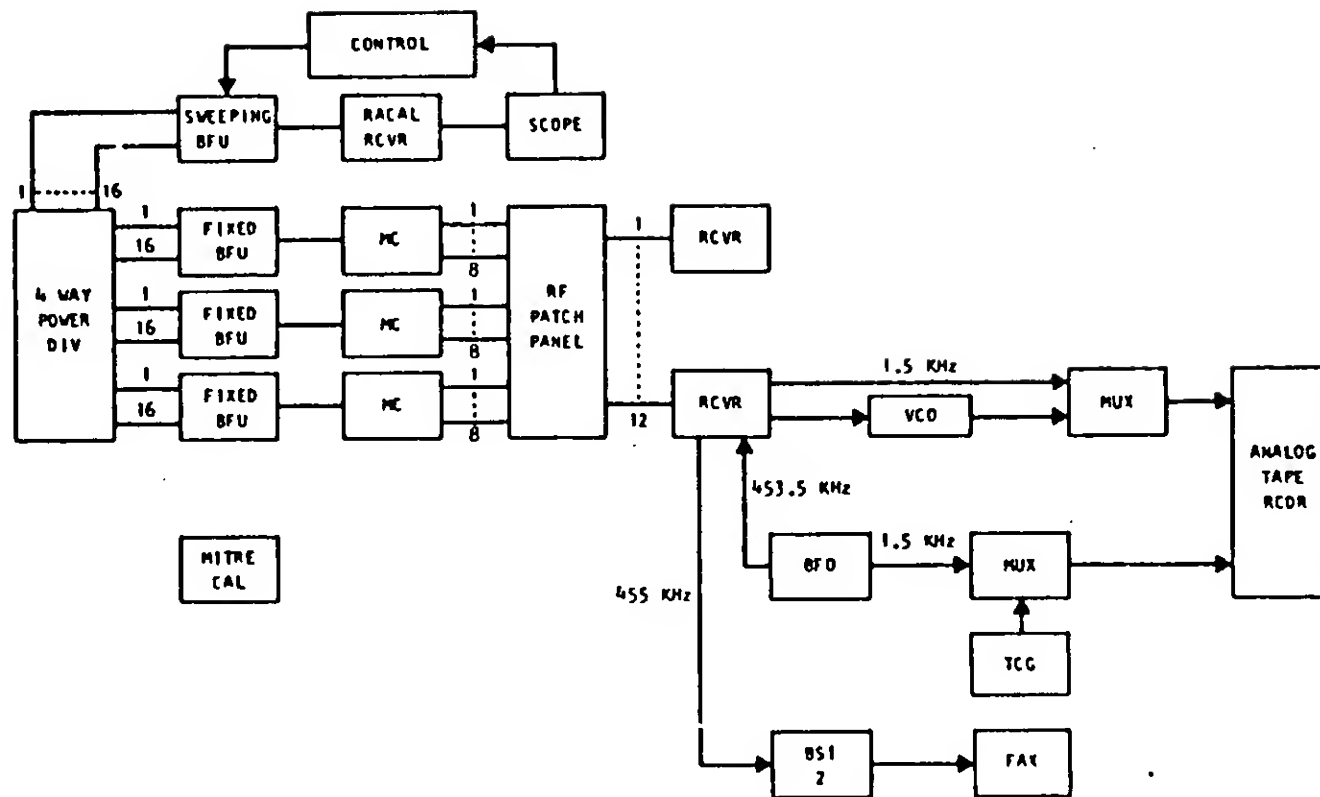 CONTROL
SWEEPING
BFU
RACAL
RCVR
SCOPE
1
16
4 WAY
POWER
DIV
1
16
FIXED
BFU
MC
1
8
1
16
FIXED
BFU
MC
1
8
1
16
FIXED
BFU
MC
1
8
RF
PATCH
PANEL
1
12
RCVR
RCVR
1.5 KHz
VCO
MUX
ANALOG
TAPE
RCDR
453.5 KHz
BFO
1.5 KHz
MUX
TCG
MITRE
CAL
455 KHz
BSI
2
FAX